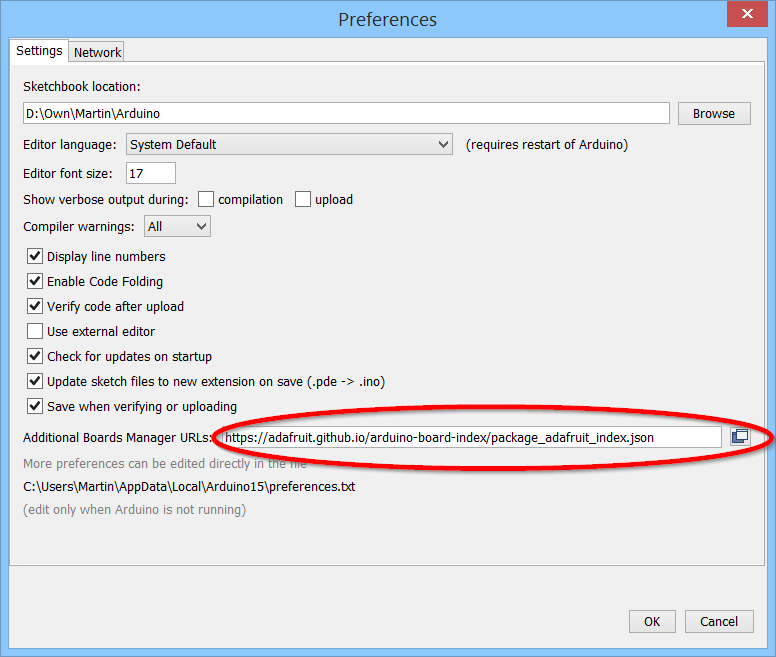 Preferences
Settings Network
Sketchbook location:
D:\Own\Martin\Arduino Browse
Editor language: System Default (requires restart of Arduino)
Editor font size: 17
Show verbose output during: compilation upload
Compiler warnings: All
Display line numbers
Enable Code Folding
Verify code after upload
Use external editor
Check for updates on startup
Update sketch files to new extension on save (.pde -> .ino)
Save when verifying or uploading
Additional Boards Manager URLs: https://adafruit.github.io/arduino-board-index/package_adafruit_index.json
More preferences can be edited directly in the file
C:\Users\Martin\AppData\Local\Arduino15\preferences.txt
(edit only when Arduino is not running)
OK Cancel